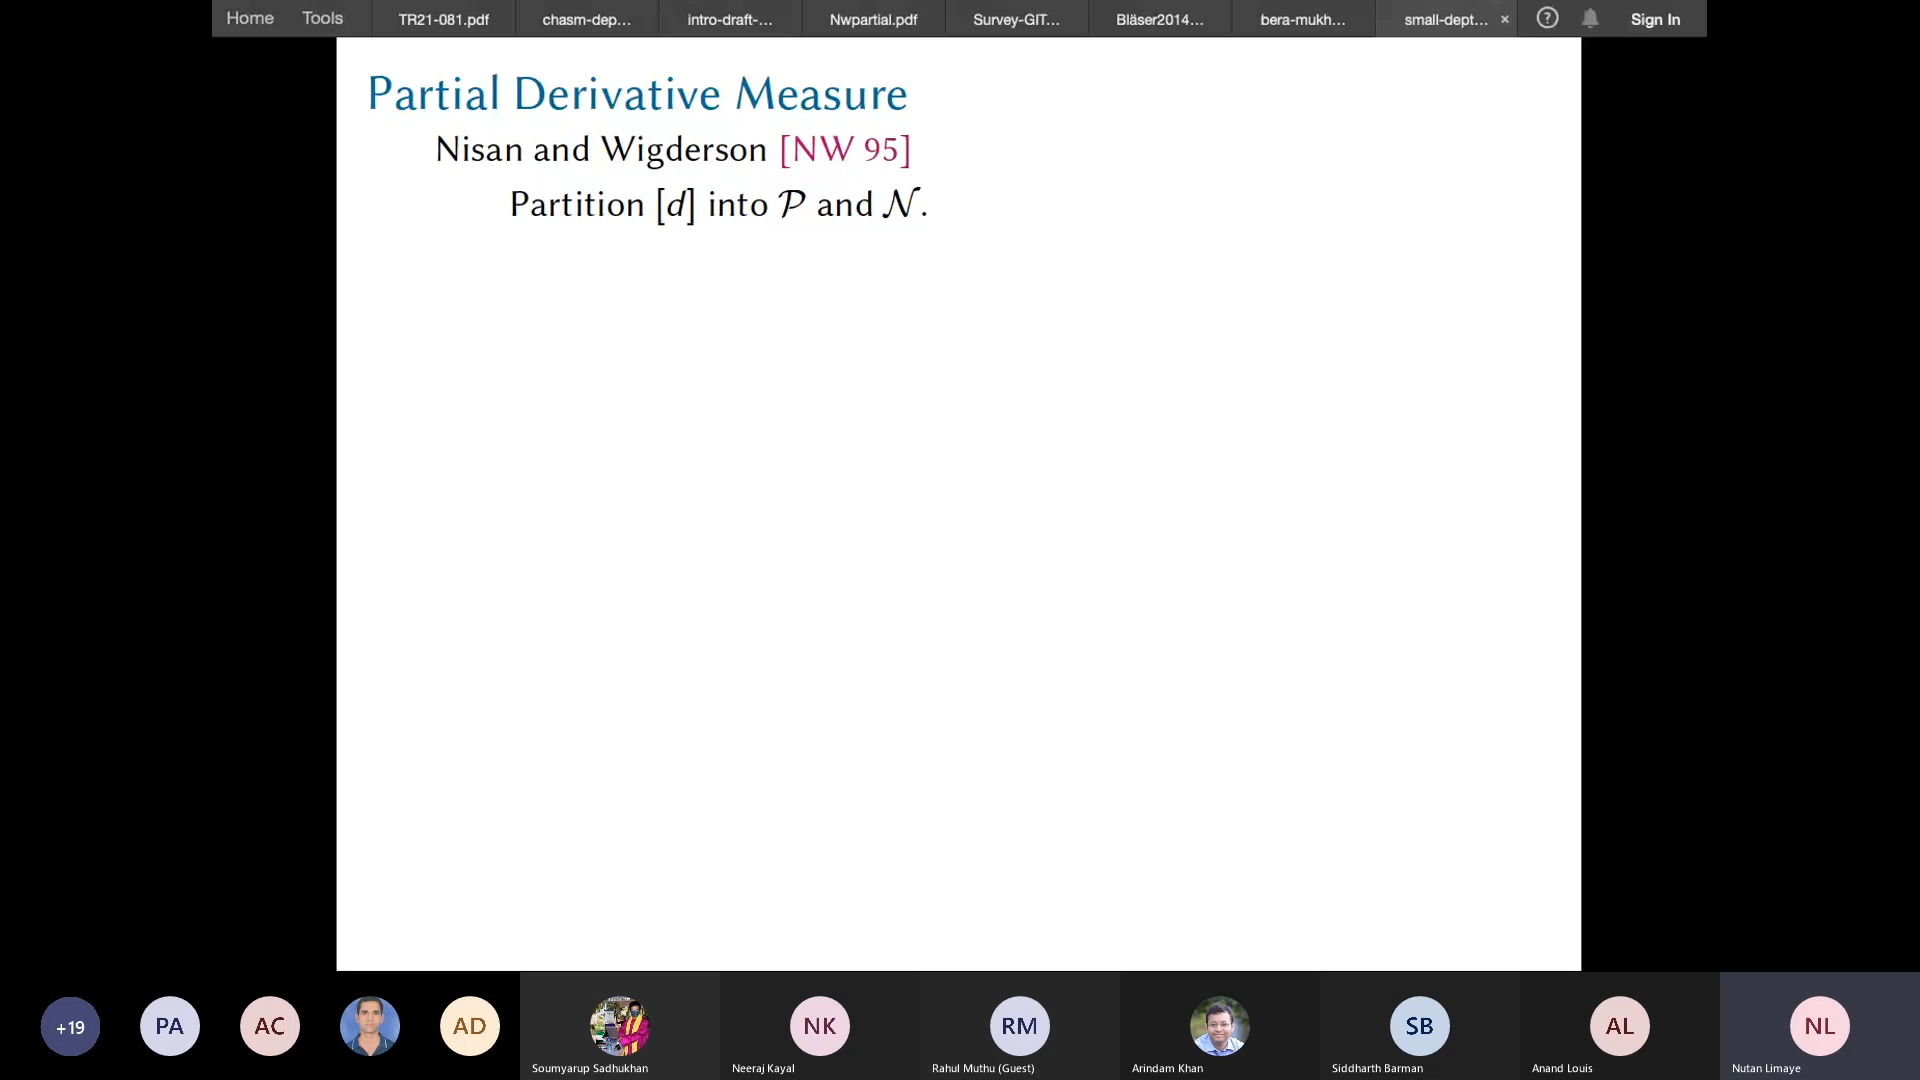 Home Tools TR21-081.pdf chasm-dep... intro-draft-... Nwpartial.pdf Survey-GIT... Bläser2014... bera-mukh... small-dept... × ? Sign In
Partial Derivative Measure
Nisan and Wigderson [NW 95]
Partition [d] into 𝒫 and 𝒩.
+19 PA AC AD NK RM SB AL NL
Soumyarup Sadhukhan Neeraj Kayal Rahul Muthu (Guest) Arindam Khan Siddharth Barman Anand Louis Nutan Limaye